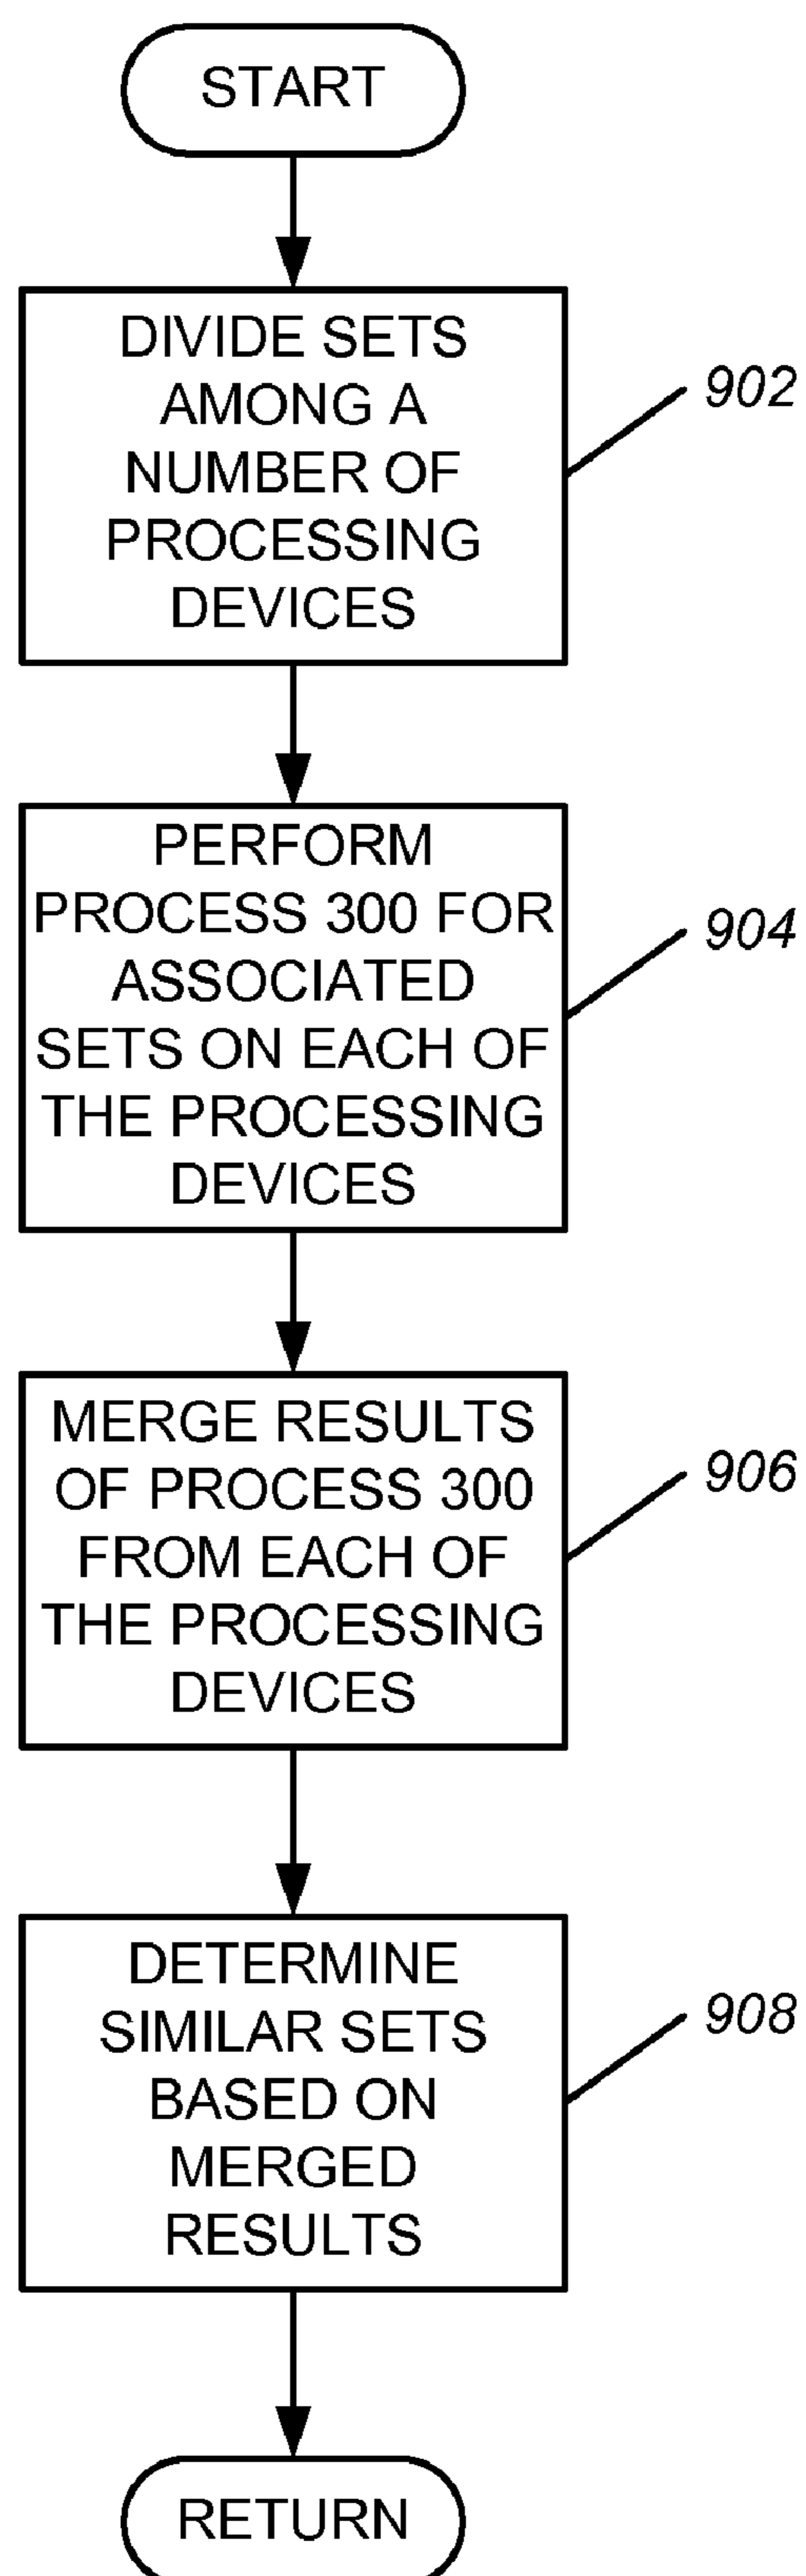 START
DIVIDE SETS
AMONG A
NUMBER OF
PROCESSING
DEVICES
902
PERFORM
PROCESS 300 FOR
ASSOCIATED
SETS ON EACH OF
THE PROCESSING
DEVICES
904
MERGE RESULTS
OF PROCESS 300
FROM EACH OF
THE PROCESSING
DEVICES
906
DETERMINE
SIMILAR SETS
BASED ON
MERGED
RESULTS
908
RETURN